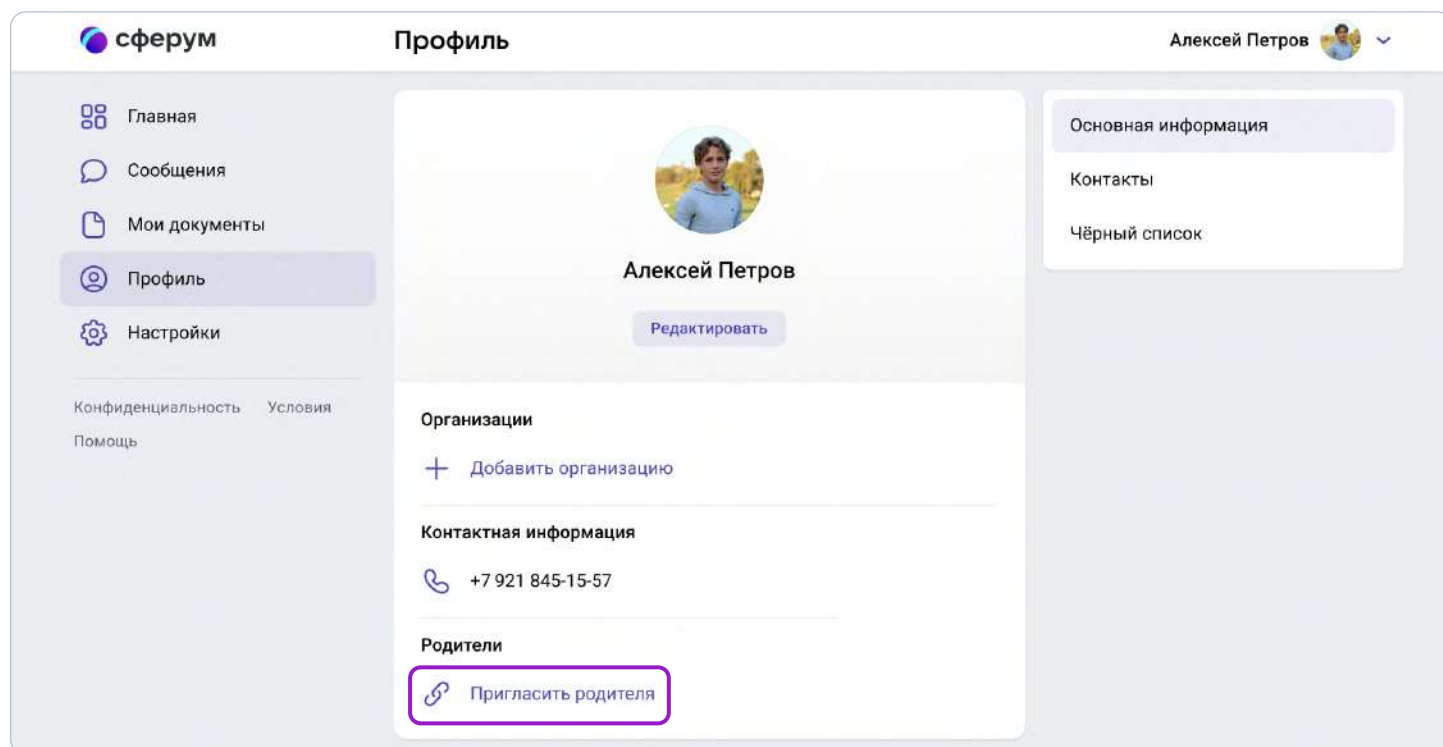 сферум
Профиль
Алексей Петров
Главная
Сообщения
Мои документы
Профиль
Настройки
Конфиденциальность Условия
Помощь
Алексей Петров
Редактировать
Организации
Добавить организацию
Контактная информация
+7 921 845-15-57
Родители
Пригласить родителя
Основная информация
Контакты
Чёрный список